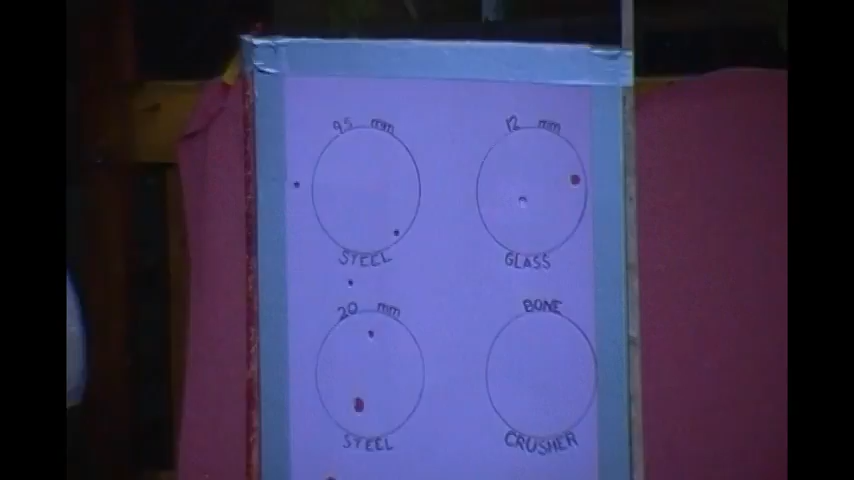 9.5 mm
STEEL
12 mm
GLASS
20 mm
STEEL
BONE
CRUSHER